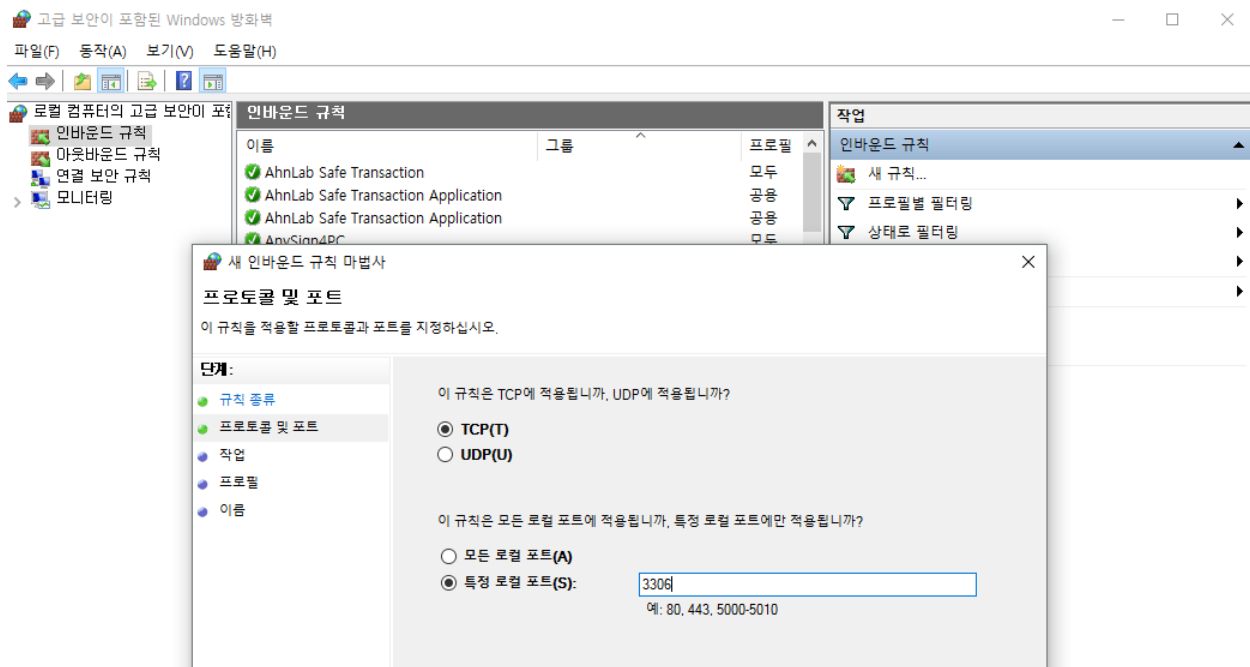 고급 보안이 포함된 Windows 방화벽
파일(F) 동작(A) 보기(V) 도움말(H)
로컬 컴퓨터의 고급 보안이 포함
인바운드 규칙
아웃바운드 규칙
연결 보안 규칙
모니터링
인바운드 규칙
이름 그룹 프로필
AhnLab Safe Transaction 모두
AhnLab Safe Transaction Application 공용
AhnLab Safe Transaction Application 공용
AnySign4PC 모두
작업
인바운드 규칙
새 규칙...
프로필별 필터링
상태로 필터링
새 인바운드 규칙 마법사
프로토콜 및 포트
이 규칙을 적용할 프로토콜과 포트를 지정하십시오.
단계:
규칙 종류
프로토콜 및 포트
작업
프로필
이름
이 규칙은 TCP에 적용됩니까, UDP에 적용됩니까?
TCP(T)
UDP(U)
이 규칙은 모든 로컬 포트에 적용됩니까, 특정 로컬 포트에만 적용됩니까?
모든 로컬 포트(A)
특정 로컬 포트(S): 3306
예: 80, 443, 5000-5010